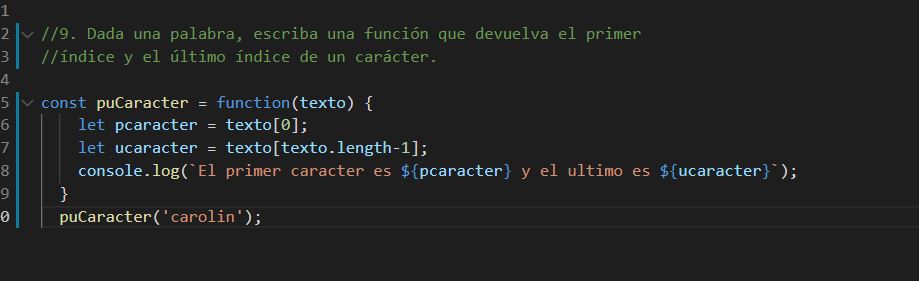 1
2 //9. Dada una palabra, escriba una función que devuelva el primer
3 //índice y el último índice de un carácter.
4
5 const puCaracter = function(texto) {
6 let pcaracter = texto[0];
7 let ucaracter = texto[texto.length-1];
8 console.log(`El primer caracter es ${pcaracter} y el ultimo es ${ucaracter}`);
9 }
0 puCaracter('carolin');